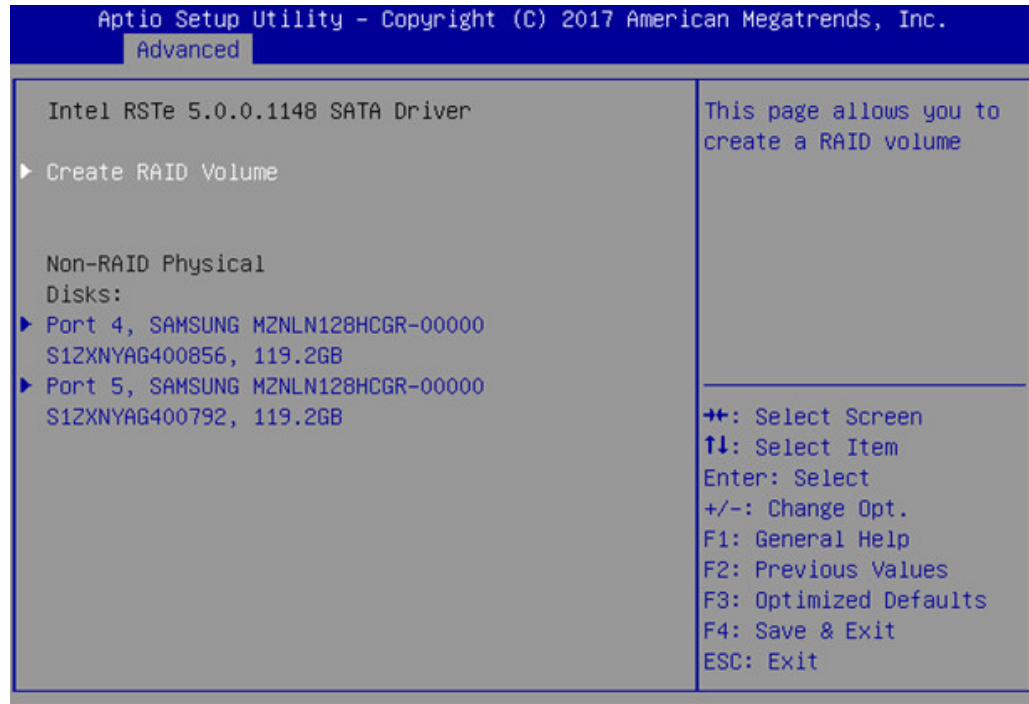 Aptio Setup Utility – Copyright (C) 2017 American Megatrends, Inc.
Advanced
Intel RSTe 5.0.0.1148 SATA Driver
▶ Create RAID Volume
Non-RAID Physical
Disks:
▶ Port 4, SAMSUNG MZNLN128HCGR-00000
S1ZXNYAG400856, 119.2GB
▶ Port 5, SAMSUNG MZNLN128HCGR-00000
S1ZXNYAG400792, 119.2GB
This page allows you to
create a RAID volume
→←: Select Screen
↑↓: Select Item
Enter: Select
+/-: Change Opt.
F1: General Help
F2: Previous Values
F3: Optimized Defaults
F4: Save & Exit
ESC: Exit